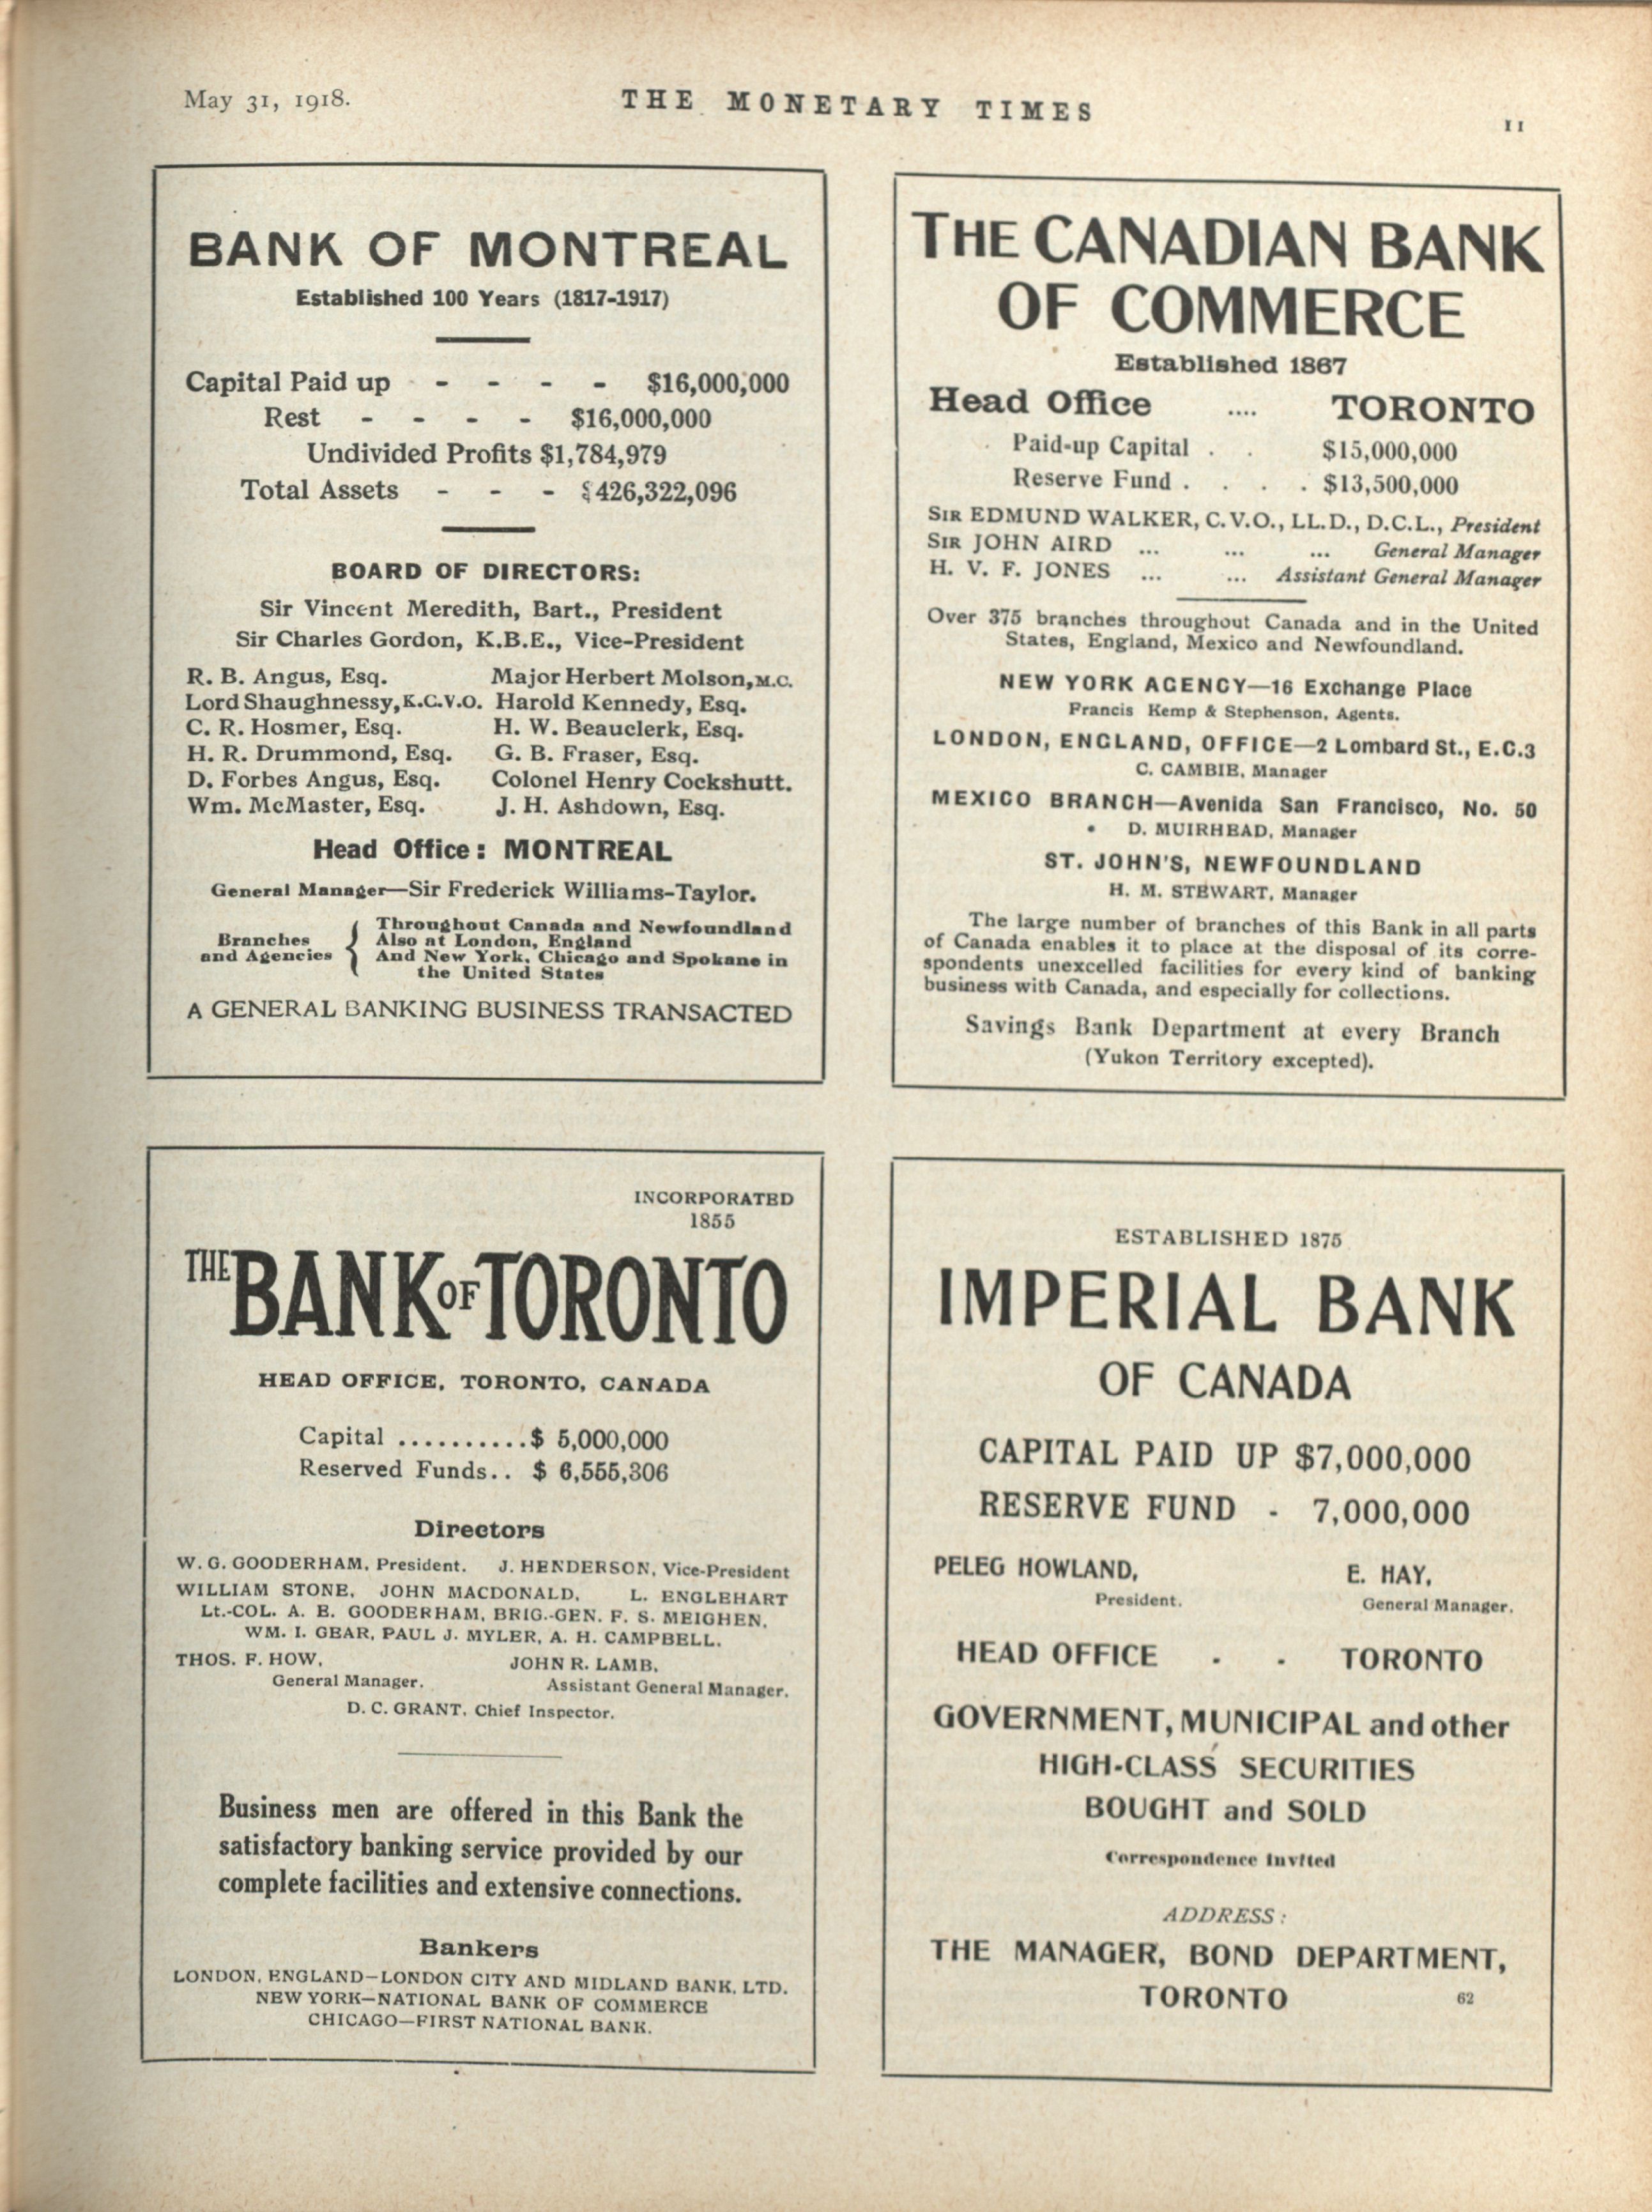 May 31, 1918.
THE MONETARY TIMES
11
BANK OF MONTREAL
Established 100 Years (1817-1917)
Capital Paid up - - - - $16,000,000
Rest - - - - $16,000,000
Undivided Profits $1,784,979
Total Assets - - - $426,322,096
BOARD OF DIRECTORS:
Sir Vincent Meredith, Bart., President
Sir Charles Gordon, K.B.E., Vice-President
R. B. Angus, Esq. Major Herbert Molson, M.C.
Lord Shaughnessy, K.C.V.O. Harold Kennedy, Esq.
C. R. Hosmer, Esq. H. W. Beauclerk, Esq.
H. R. Drummond, Esq. G. B. Fraser, Esq.
D. Forbes Angus, Esq. Colonel Henry Cockshutt.
Wm. McMaster, Esq. J. H. Ashdown, Esq.
Head Office: MONTREAL
General Manager—Sir Frederick Williams-Taylor.
Branches and Agencies
Throughout Canada and Newfoundland
Also at London, England
And New York, Chicago and Spokane in
the United States
A GENERAL BANKING BUSINESS TRANSACTED
THE CANADIAN BANK
OF COMMERCE
Established 1867
Head Office .... TORONTO
Paid-up Capital . . $15,000,000
Reserve Fund . . . . $13,500,000
SIR EDMUND WALKER, C.V.O., LL.D., D.C.L., President
SIR JOHN AIRD ... ... ... General Manager
H. V. F. JONES ... ... Assistant General Manager
Over 375 branches throughout Canada and in the United
States, England, Mexico and Newfoundland.
NEW YORK AGENCY—16 Exchange Place
Francis Kemp & Stephenson, Agents.
LONDON, ENGLAND, OFFICE—2 Lombard St., E.C.3
C. CAMBIE, Manager
MEXICO BRANCH—Avenida San Francisco, No. 50
D. MUIRHEAD, Manager
ST. JOHN'S, NEWFOUNDLAND
H. M. STEWART, Manager
The large number of branches of this Bank in all parts
of Canada enables it to place at the disposal of its corre-
spondents unexcelled facilities for every kind of banking
business with Canada, and especially for collections.
Savings Bank Department at every Branch
(Yukon Territory excepted).
INCORPORATED
1855
THE BANK OF TORONTO
HEAD OFFICE, TORONTO, CANADA
Capital ..........$ 5,000,000
Reserved Funds.. $ 6,555,306
Directors
W. G. GOODERHAM, President. J. HENDERSON, Vice-President
WILLIAM STONE, JOHN MACDONALD, L. ENGLEHART
Lt.-COL. A. E. GOODERHAM, BRIG.-GEN. F. S. MEIGHEN,
WM. I. GEAR, PAUL J. MYLER, A. H. CAMPBELL.
THOS. F. HOW, JOHN R. LAMB,
General Manager. Assistant General Manager.
D. C. GRANT, Chief Inspector.
Business men are offered in this Bank the
satisfactory banking service provided by our
complete facilities and extensive connections.
Bankers
LONDON, ENGLAND—LONDON CITY AND MIDLAND BANK, LTD.
NEW YORK—NATIONAL BANK OF COMMERCE
CHICAGO—FIRST NATIONAL BANK.
ESTABLISHED 1875
IMPERIAL BANK
OF CANADA
CAPITAL PAID UP $7,000,000
RESERVE FUND - 7,000,000
PELEG HOWLAND, E. HAY,
President. General Manager.
HEAD OFFICE - - TORONTO
GOVERNMENT, MUNICIPAL and other
HIGH-CLASS SECURITIES
BOUGHT and SOLD
Correspondence Invited
ADDRESS:
THE MANAGER, BOND DEPARTMENT,
TORONTO 62